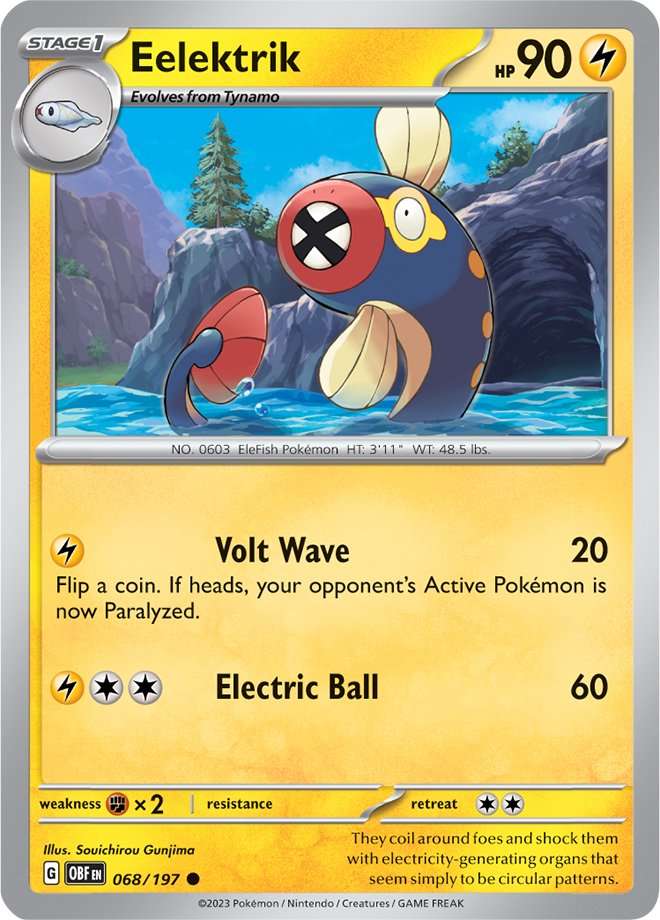 STAGE1
Eelektrik
HP 90
Evolves from Tynamo
NO. 0603 EleFish Pokémon HT: 3'11" WT: 48.5 lbs.
Volt Wave 20
Flip a coin. If heads, your opponent's Active Pokémon is
now Paralyzed.
Electric Ball 60
weakness ×2 resistance retreat
Illus. Souichirou Gunjima
They coil around foes and shock them
with electricity-generating organs that
seem simply to be circular patterns.
G OBF EN 068/197
©2023 Pokémon / Nintendo / Creatures / GAME FREAK